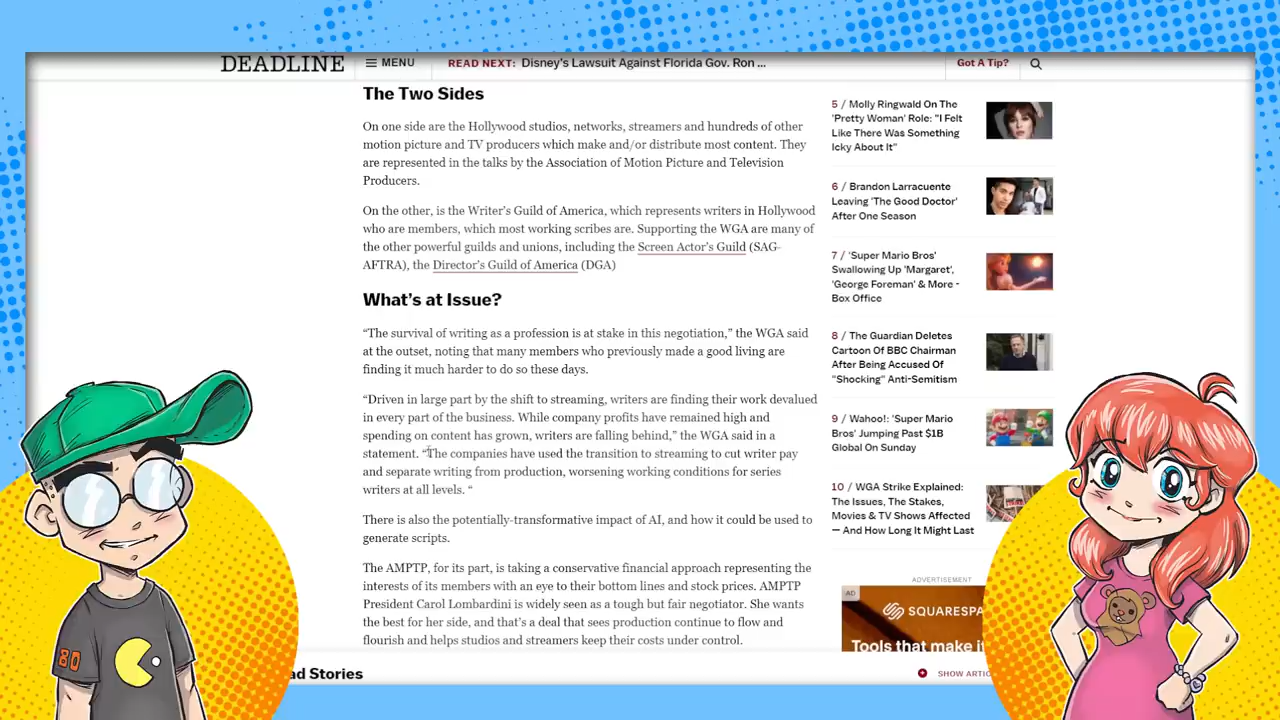 DEADLINE
MENU
READ NEXT: Disney's Lawsuit Against Florida Gov. Ron ...
Got A Tip?
The Two Sides
On one side are the Hollywood studios, networks, streamers and hundreds of other
motion picture and TV producers which make and/or distribute most content. They
are represented in the talks by the Association of Motion Picture and Television
Producers.
On the other, is the Writer's Guild of America, which represents writers in Hollywood
who are members, which most working scribes are. Supporting the WGA are many of
the other powerful guilds and unions, including the Screen Actor's Guild (SAG-
AFTRA), the Director's Guild of America (DGA)
What's at Issue?
“The survival of writing as a profession is at stake in this negotiation,” the WGA said
at the outset, noting that many members who previously made a good living are
finding it much harder to do so these days.
“Driven in large part by the shift to streaming, writers are finding their work devalued
in every part of the business. While company profits have remained high and
spending on content has grown, writers are falling behind,” the WGA said in a
statement. “The companies have used the transition to streaming to cut writer pay
and separate writing from production, worsening working conditions for series
writers at all levels. “
There is also the potentially-transformative impact of AI, and how it could be used to
generate scripts.
The AMPTP, for its part, is taking a conservative financial approach representing the
interests of its members with an eye to their bottom lines and stock prices. AMPTP
President Carol Lombardini is widely seen as a tough but fair negotiator. She wants
the best for her side, and that's a deal that sees production continue to flow and
flourish and helps studios and streamers keep their costs under control.
5 / Molly Ringwald On The
'Pretty Woman' Role: "I Felt
Like There Was Something
Icky About It"
6 / Brandon Larracuente
Leaving 'The Good Doctor'
After One Season
7 / 'Super Mario Bros'
Swallowing Up 'Margaret',
'George Foreman' & More -
Box Office
8 / The Guardian Deletes
Cartoon Of BBC Chairman
After Being Accused Of
"Shocking" Anti-Semitism
9 / Wahoo!: 'Super Mario
Bros' Jumping Past $1B
Global On Sunday
10 / WGA Strike Explained:
The Issues, The Stakes,
Movies & TV Shows Affected
— And How Long It Might Last
ADVERTISEMENT
AD
SQUARESPA
Tools that make i
ad Stories
SHOW ARTIC
80